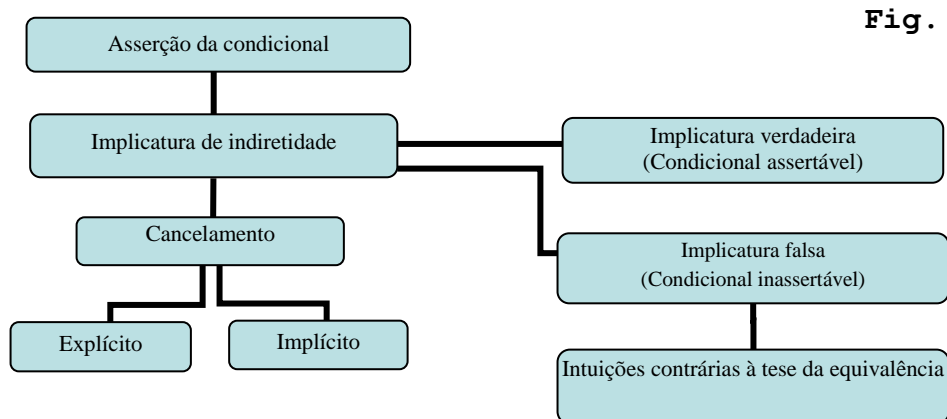 Fig.
Asserção da condicional
Implicatura de indiretidade
Implicatura verdadeira
(Condicional assertável)
Cancelamento
Implicatura falsa
(Condicional inassertável)
Explícito
Implícito
Intuições contrárias à tese da equivalência